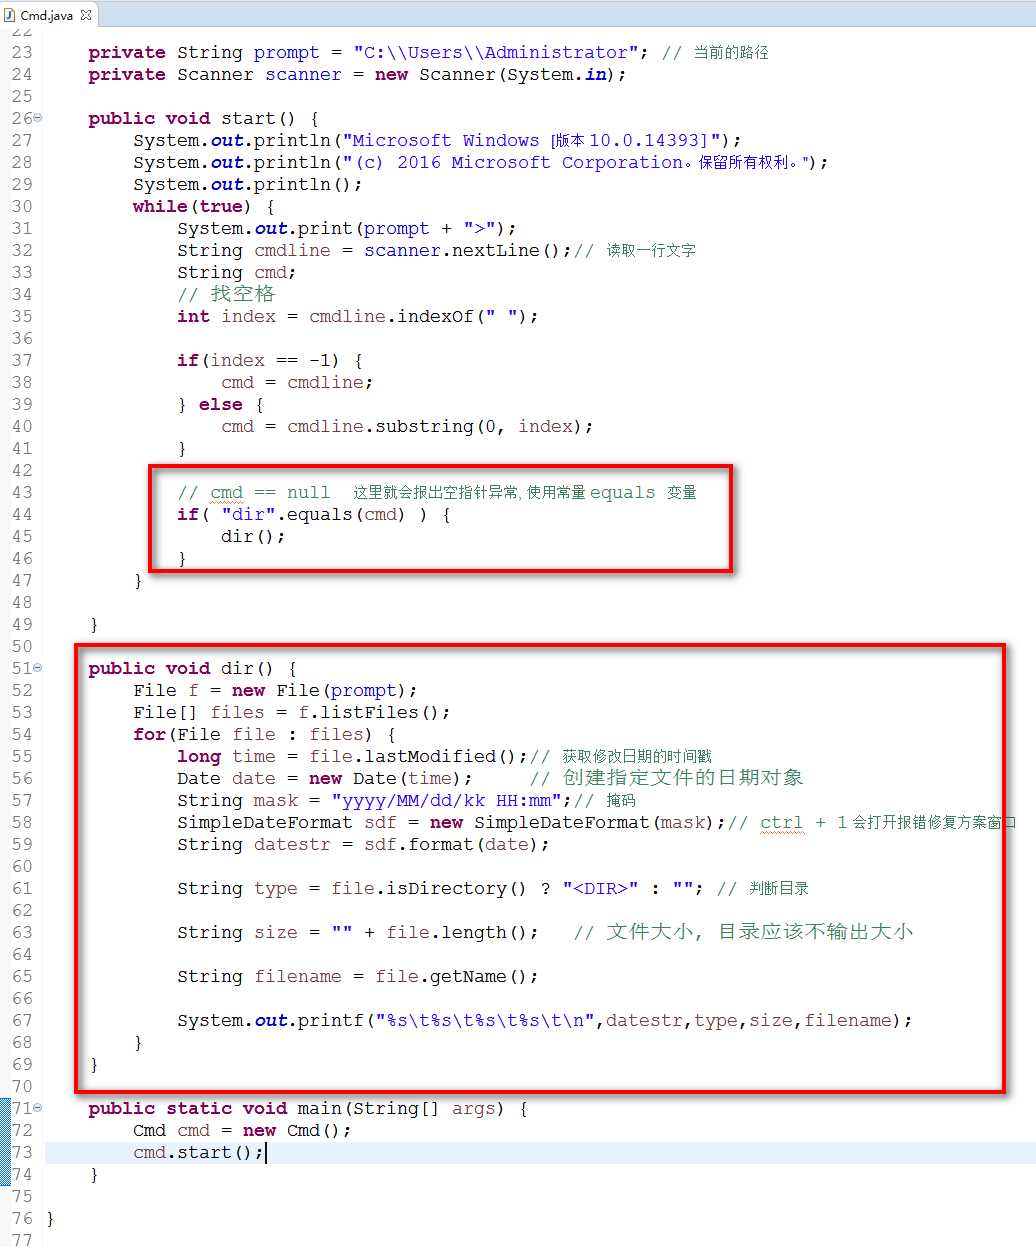 Cmd.java
22
23 private String prompt = "C:\\Users\\Administrator"; // 当前的路径
24 private Scanner scanner = new Scanner(System.in);
25
26 public void start() {
27 System.out.println("Microsoft Windows [版本 10.0.14393]");
28 System.out.println("(c) 2016 Microsoft Corporation。保留所有权利。");
29 System.out.println();
30 while(true) {
31 System.out.print(prompt + ">");
32 String cmdline = scanner.nextLine();// 读取一行文字
33 String cmd;
34 // 找空格
35 int index = cmdline.indexOf(" ");
36
37 if(index == -1) {
38 cmd = cmdline;
39 } else {
40 cmd = cmdline.substring(0, index);
41 }
42
43 // cmd == null 这里就会报出空指针异常, 使用常量 equals 变量
44 if( "dir".equals(cmd) ) {
45 dir();
46 }
47 }
48
49 }
50
51 public void dir() {
52 File f = new File(prompt);
53 File[] files = f.listFiles();
54 for(File file : files) {
55 long time = file.lastModified();// 获取修改日期的时间戳
56 Date date = new Date(time); // 创建指定文件的日期对象
57 String mask = "yyyy/MM/dd/kk HH:mm";// 掩码
58 SimpleDateFormat sdf = new SimpleDateFormat(mask);// ctrl + 1 会打开报错修复方案窗口
59 String datestr = sdf.format(date);
60
61 String type = file.isDirectory() ? "<DIR>" : ""; // 判断目录
62
63 String size = "" + file.length(); // 文件大小, 目录应该不输出大小
64
65 String filename = file.getName();
66
67 System.out.printf("%s\t%s\t%s\t%s\t\n",datestr,type,size,filename);
68 }
69 }
70
71 public static void main(String[] args) {
72 Cmd cmd = new Cmd();
73 cmd.start();
74 }
75
76 }
77